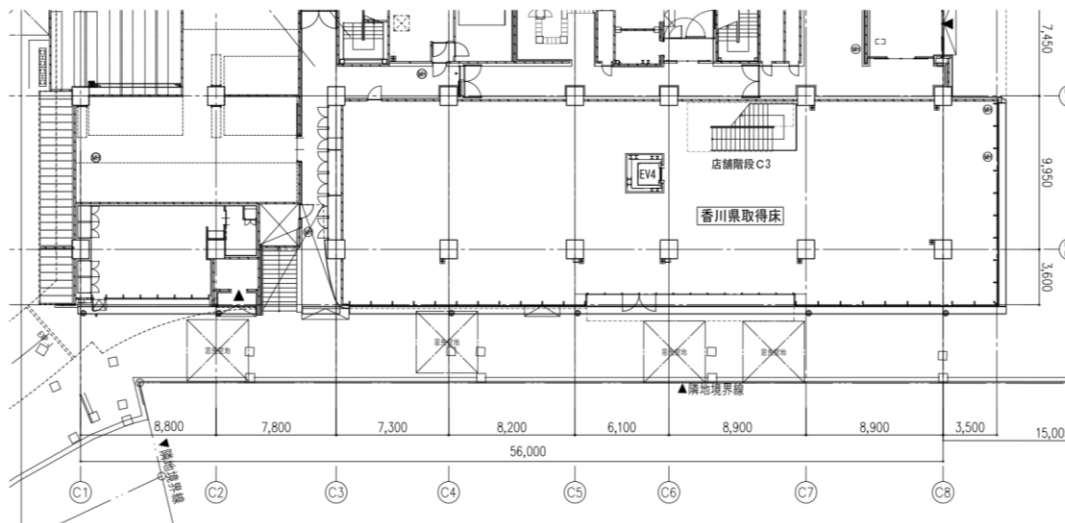 7,450
9,950
3,600
EV4
店舗階段C3
香川県取得床
▲隣地境界線
▲隣地境界線
8,800
7,800
7,300
8,200
6,100
8,900
8,900
3,500
15,00
56,000
C1
C2
C3
C4
C5
C6
C7
C8